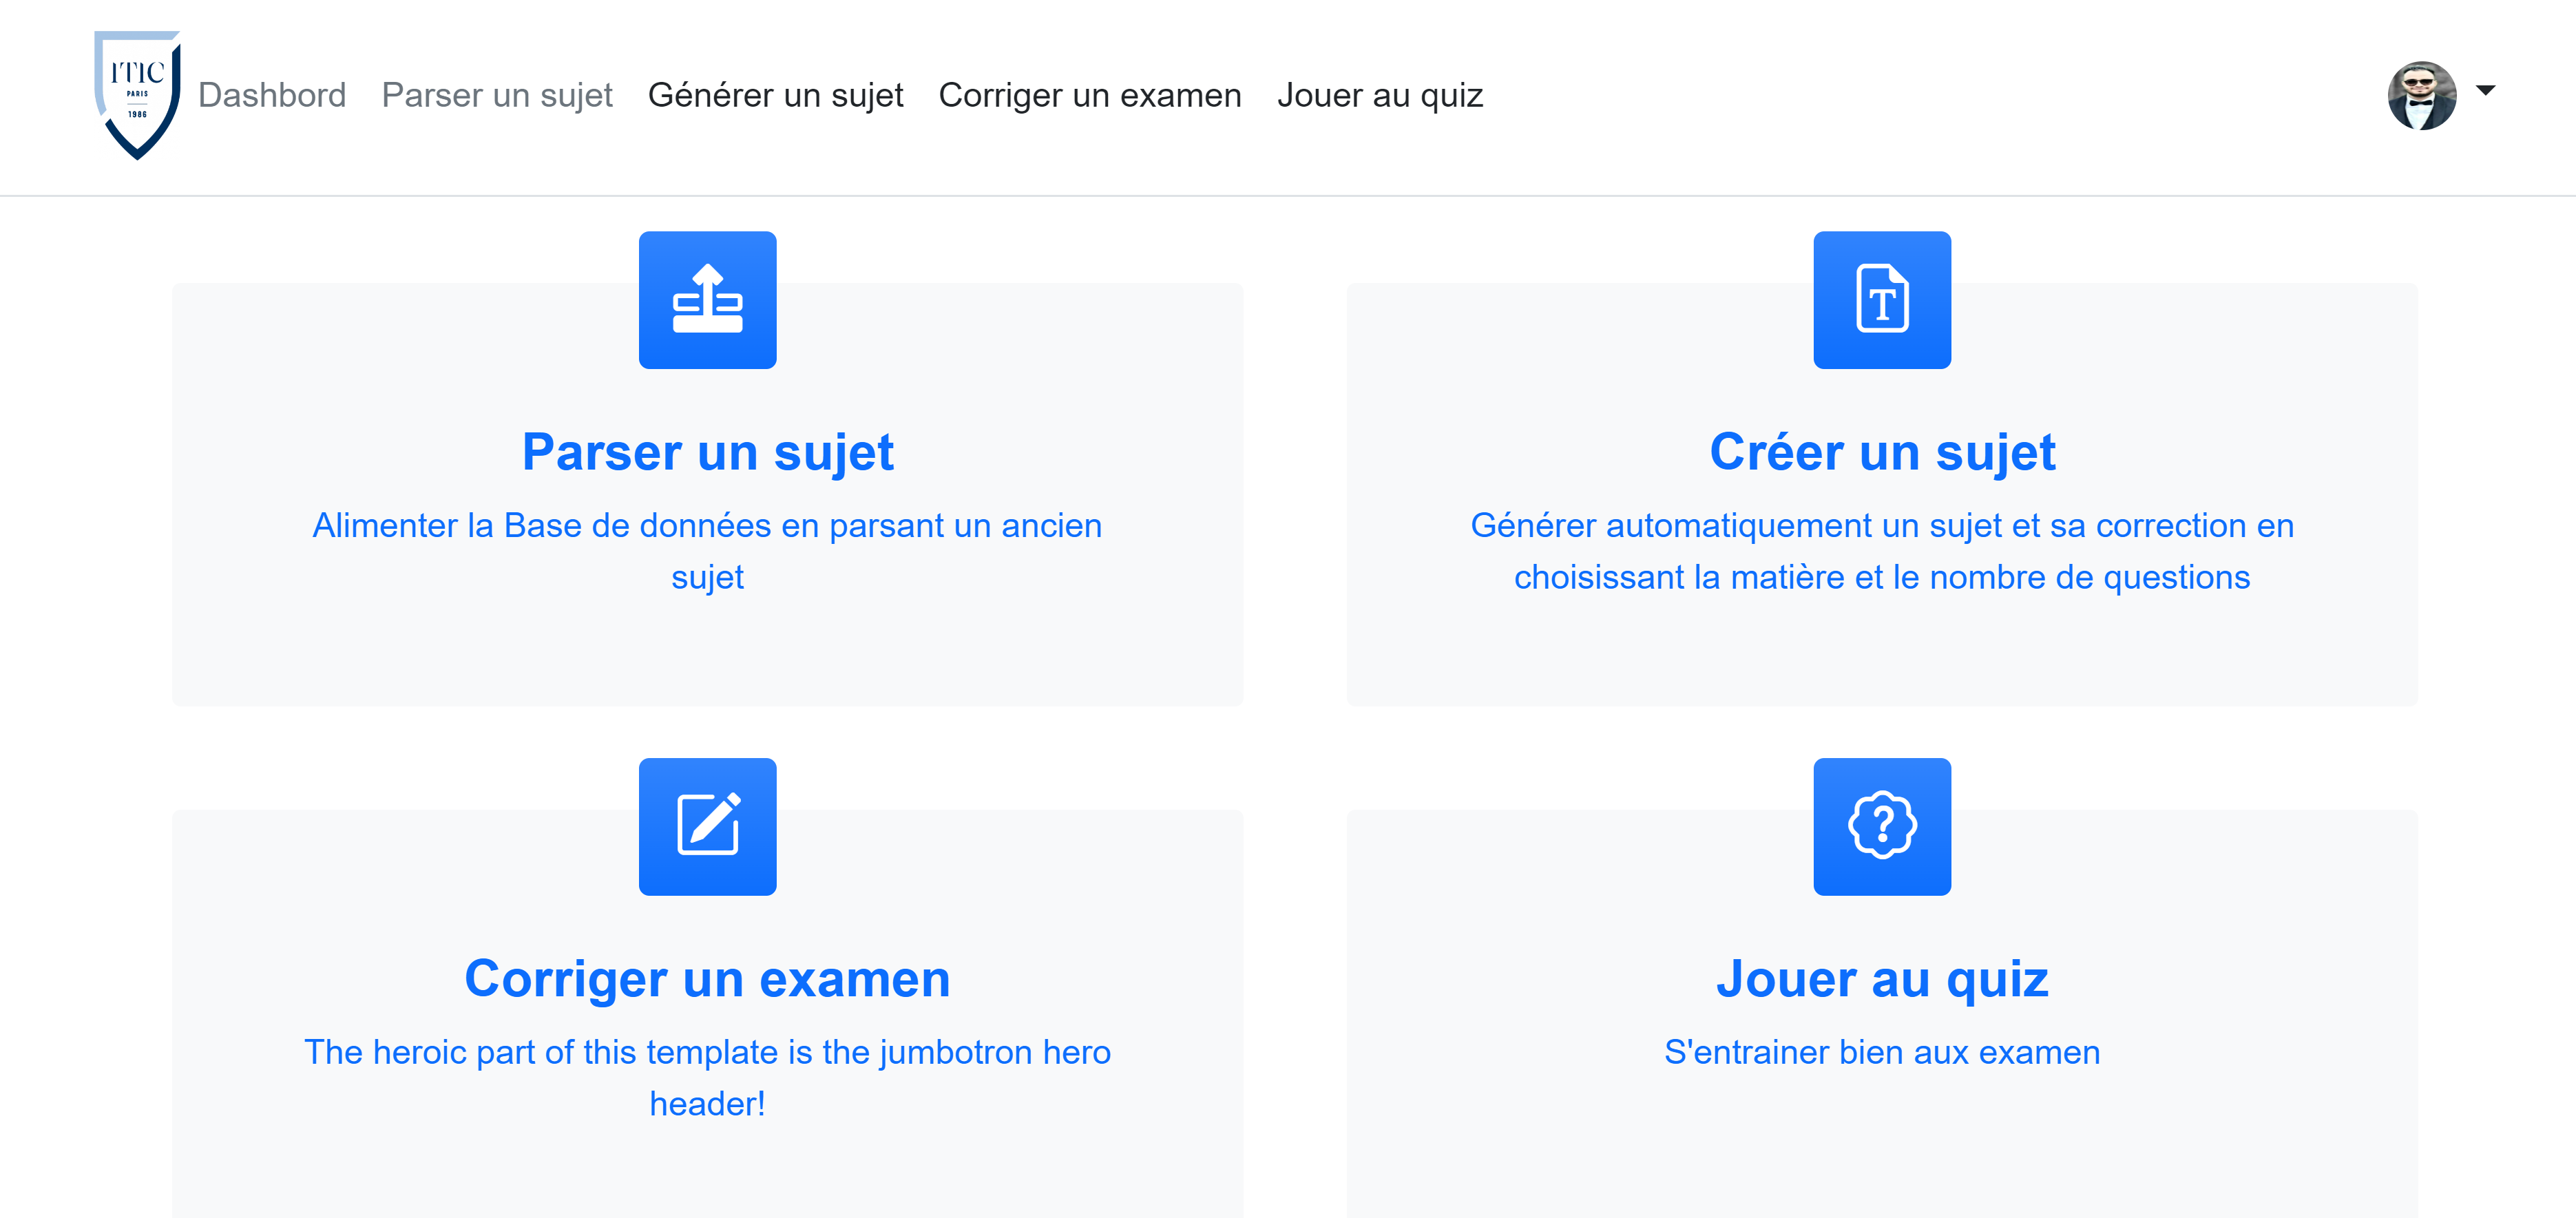 ITIC
PARIS
1986
Dashbord Parser un sujet Générer un sujet Corriger un examen Jouer au quiz
Parser un sujet
Alimenter la Base de données en parsant un ancien
sujet
Créer un sujet
Générer automatiquement un sujet et sa correction en
choisissant la matière et le nombre de questions
Corriger un examen
The heroic part of this template is the jumbotron hero
header!
Jouer au quiz
S'entrainer bien aux examen